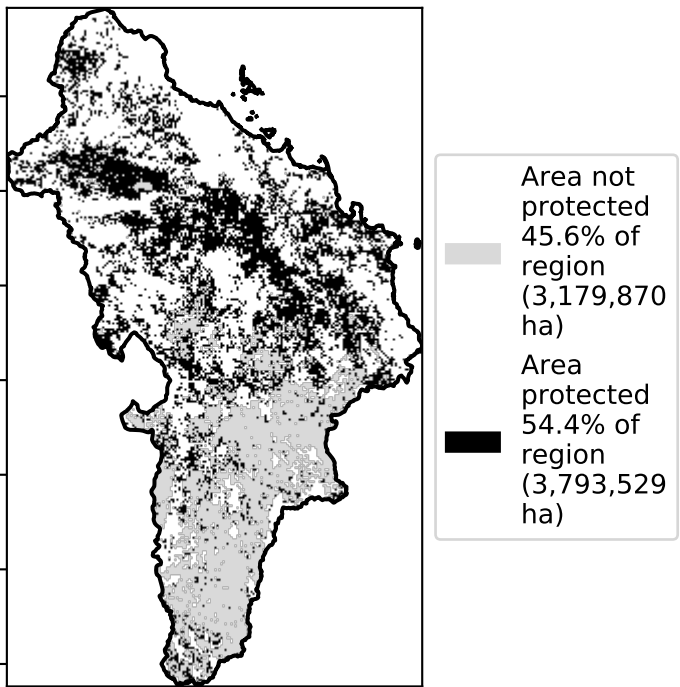 Area not
protected
45.6% of
region
(3,179,870
ha)
Area
protected
54.4% of
region
(3,793,529
ha)